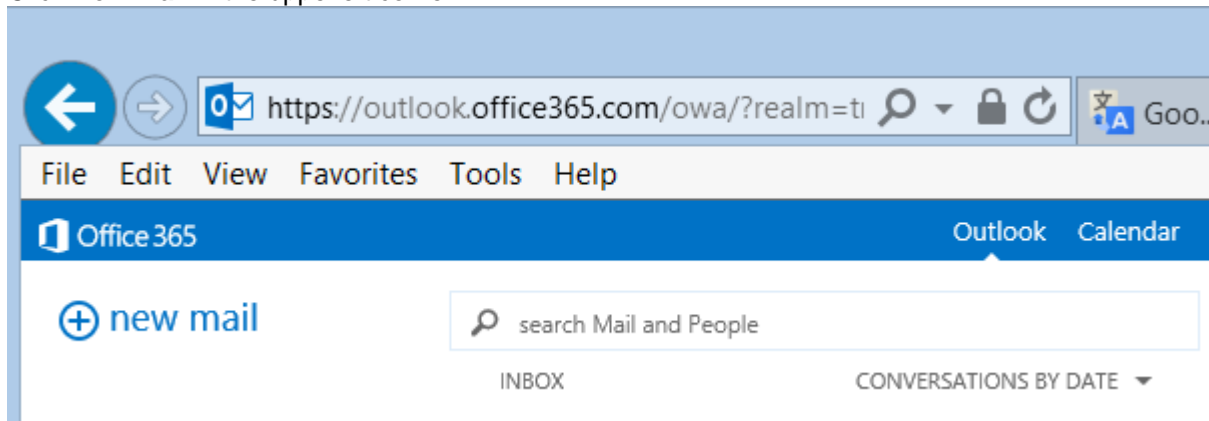 https://outlook.office365.com/owa/?realm= Goo..
File Edit View Favorites Tools Help
Office 365 Outlook Calendar
new mail search Mail and People
INBOX CONVERSATIONS BY DATE